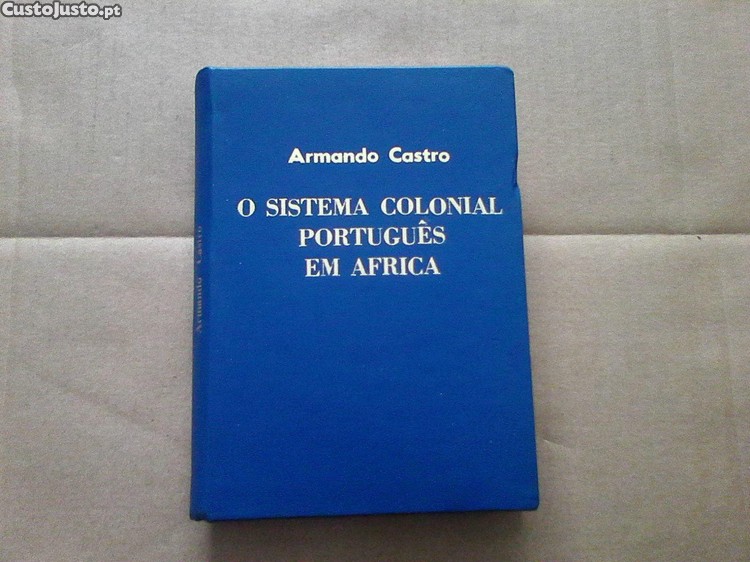 CustoJusto.pt
Armando Castro
O SISTEMA COLONIAL
PORTUGUÊS
EM AFRICA
Armando Castro